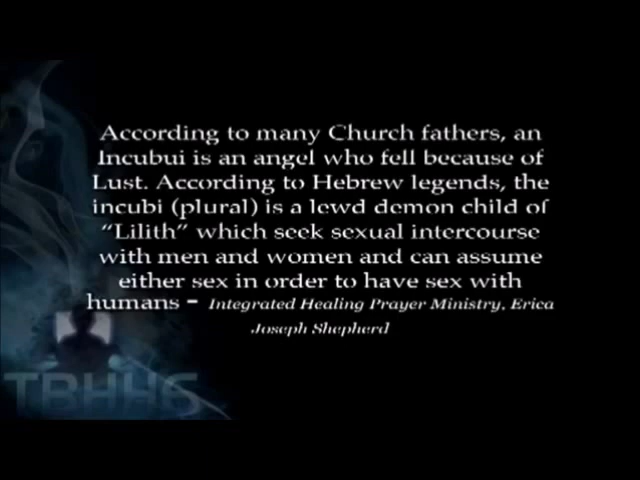 According to many Church fathers, an
Incubui is an angel who fell because of
Lust. According to Hebrew legends, the
incubi (plural) is a lewd demon child of
“Lilith” which seek sexual intercourse
with men and women and can assume
either sex in order to have sex with
humans – Integrated Healing Prayer Ministry, Erica
Joseph Shepherd
TBHH6